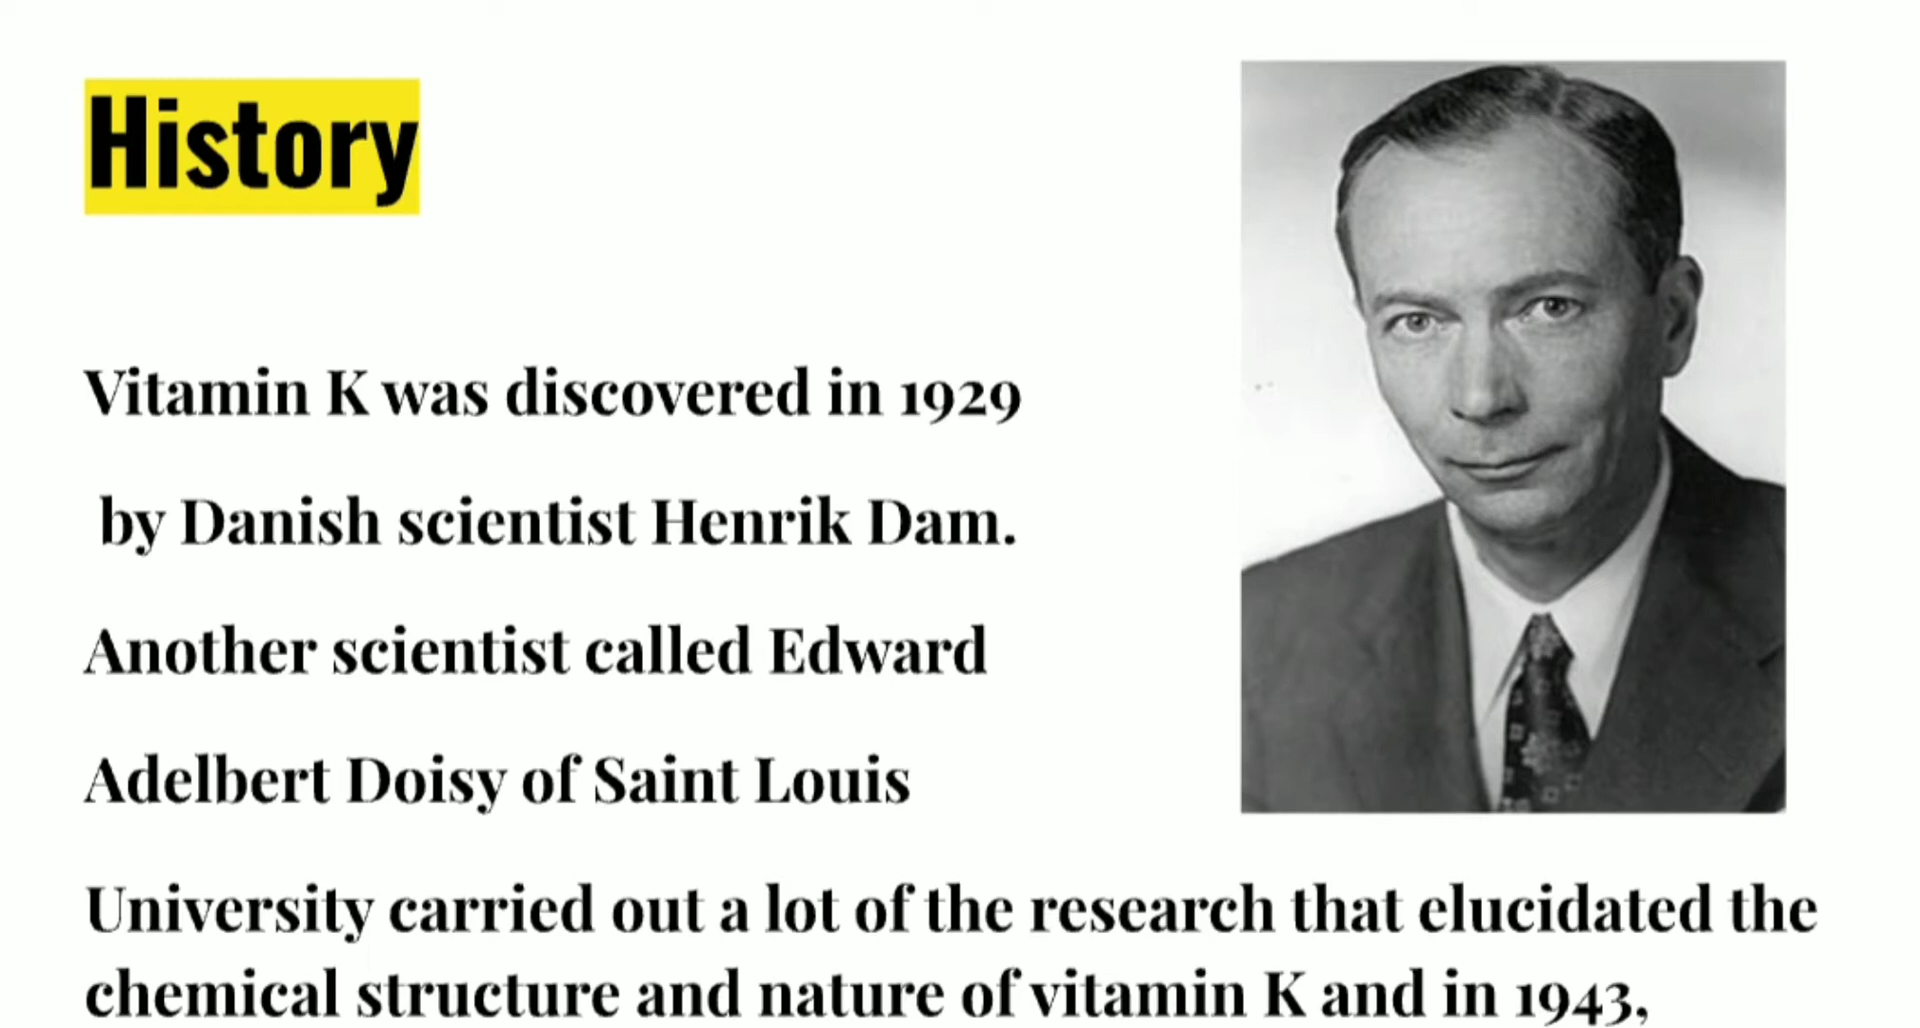 History
Vitamin K was discovered in 1929
by Danish scientist Henrik Dam.
Another scientist called Edward
Adelbert Doisy of Saint Louis
University carried out a lot of the research that elucidated the
chemical structure and nature of vitamin K and in 1943,